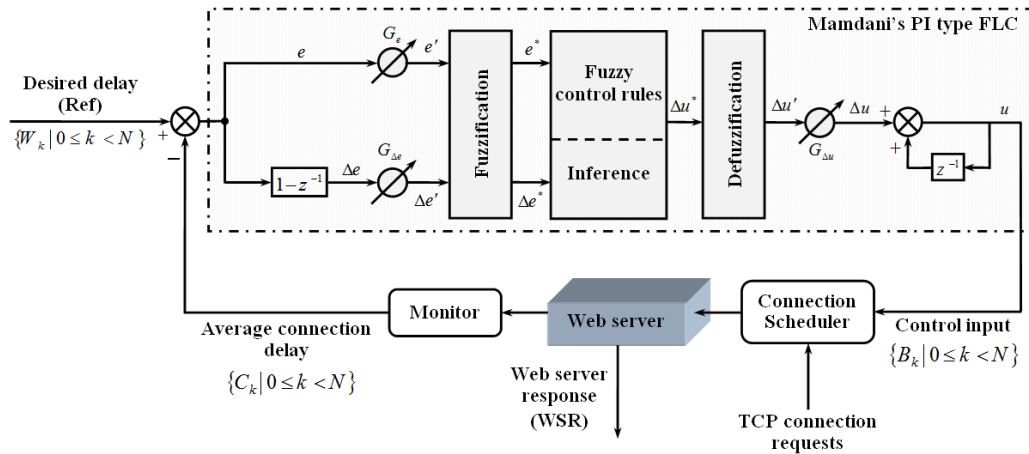 Mamdani's PI type FLC
Desired delay
(Ref)
{W_k | 0 ≤ k < N}
+
−
e
G_e
e′
1−z⁻¹
Δe
G_Δe
Δe′
Fuzzification
e*
Δe*
Fuzzy
control rules
Inference
Δu*
Defuzzification
Δu′
G_Δu
Δu
+
+
u
z⁻¹
Monitor
Web server
Connection
Scheduler
Average connection
delay
{C_k | 0 ≤ k < N}
Control input
{B_k | 0 ≤ k < N}
Web server
response
(WSR)
TCP connection
requests